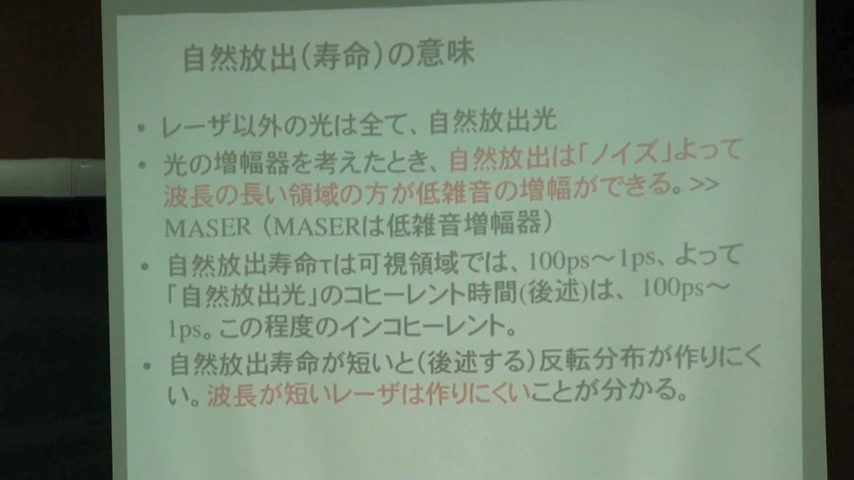 自然放出（寿命）の意味
• レーザ以外の光は全て、自然放出光
• 光の増幅器を考えたとき、自然放出は「ノイズ」よって
波長の長い領域の方が低雑音の増幅ができる。>>
MASER（MASERは低雑音増幅器）
• 自然放出寿命τは可視領域では、100ps～1ps、よって
「自然放出光」のコヒーレント時間(後述)は、 100ps～
1ps。この程度のインコヒーレント。
• 自然放出寿命が短いと（後述する）反転分布が作りにく
い。波長が短いレーザは作りにくいことが分かる。